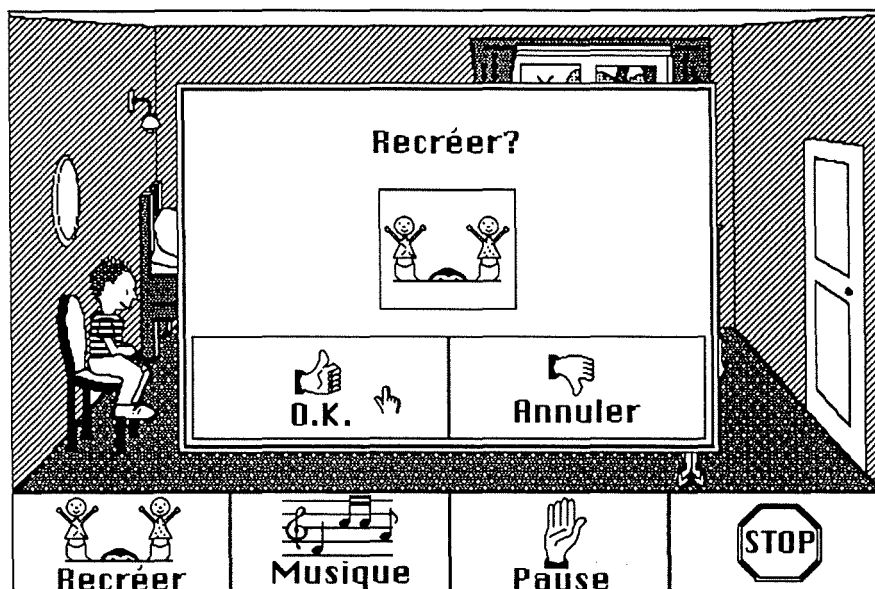 Recréer?
O.K.
Annuler
Recréer
Musique
Pause
STOP